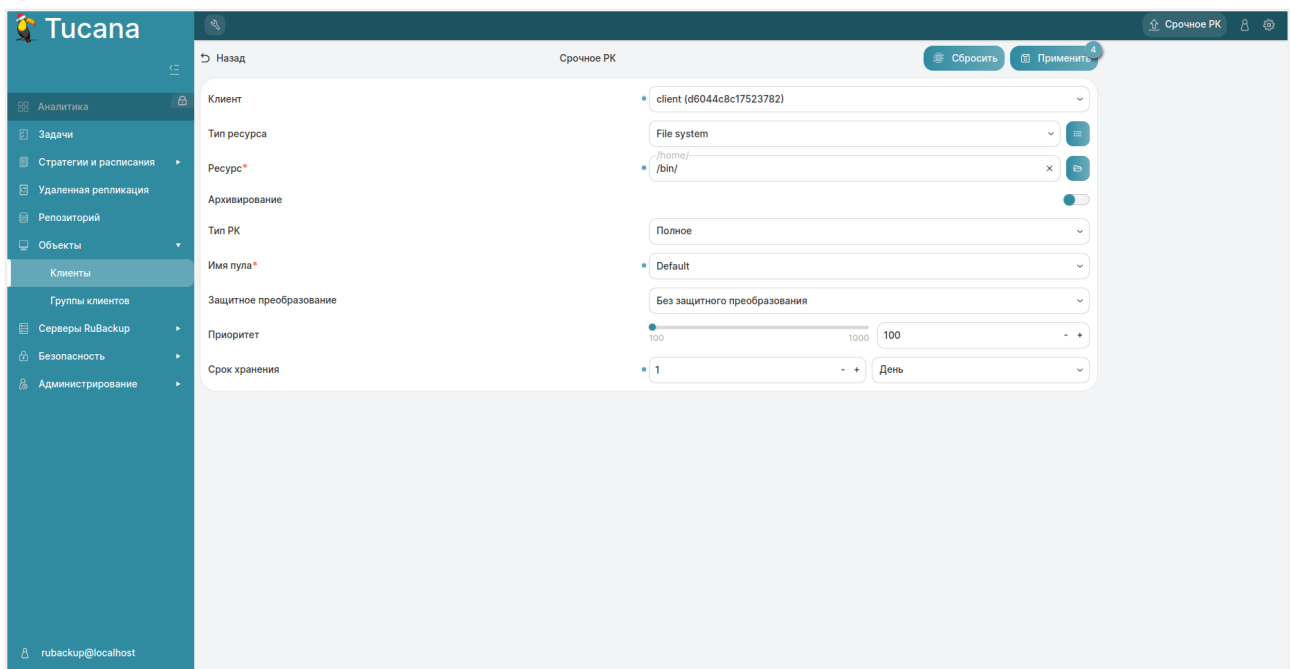 Tucana
Срочное РК
Назад
Срочное РК
Сбросить
Применить
4
Аналитика
Задачи
Стратегии и расписания
Удаленная репликация
Репозиторий
Объекты
Клиенты
Группы клиентов
Серверы RuBackup
Безопасность
Администрирование
Клиент
client (d6044c8c17523782)
Тип ресурса
File system
Ресурс*
/home/
/bin/
Архивирование
Тип РК
Полное
Имя пула*
Default
Защитное преобразование
Без защитного преобразования
Приоритет
100
1000
100
- +
Срок хранения
1
- +
День
rubackup@localhost